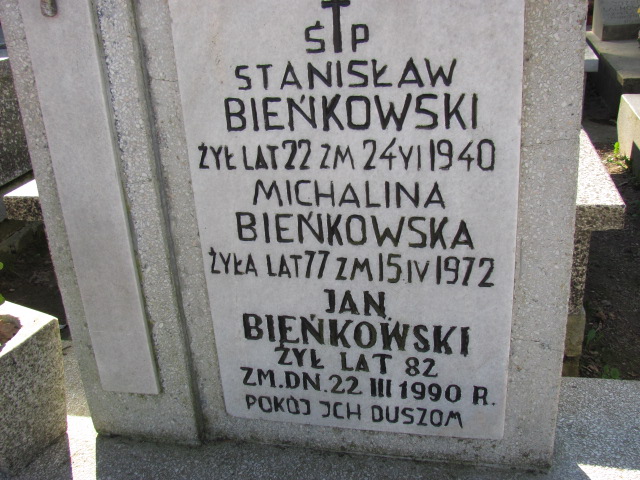 ŚP
STANISŁAW
BIEŃKOWSKI
ŻYŁ LAT 22 ZM 24 VI 1940
MICHALINA
BIEŃKOWSKA
ŻYŁA LAT 77 ZM 15 IV 1972
JAN
BIEŃKOWSKI
ŻYŁ LAT 82
ZM. DN. 22 III 1990 R.
POKÓJ ICH DUSZOM